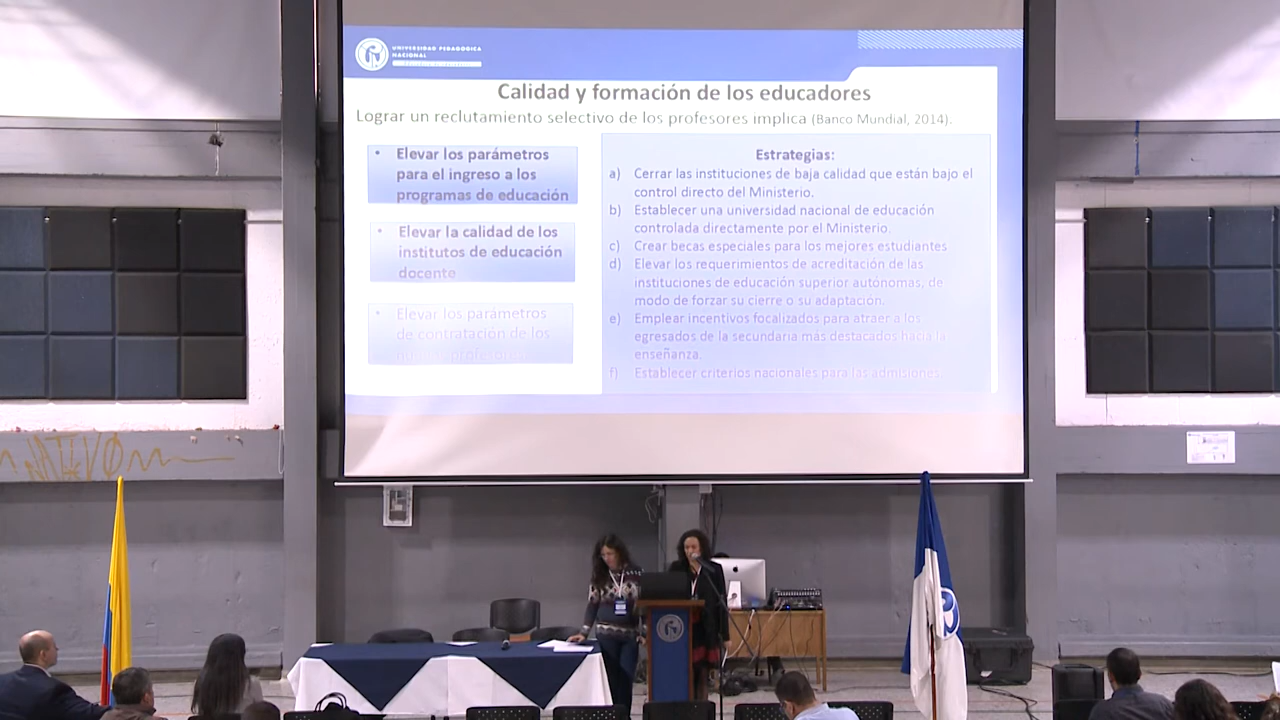 UNIVERSIDAD PEDAGOGICA
NACIONAL
Calidad y formación de los educadores
Lograr un reclutamiento selectivo de los profesores implica (Banco Mundial, 2014).
• Elevar los parámetros
para el ingreso a los
programas de educación
• Elevar la calidad de los
institutos de educación
docente
• Elevar los parámetros
de contratación de los
Estrategias:
a) Cerrar las instituciones de baja calidad que están bajo el
control directo del Ministerio.
b) Establecer una universidad nacional de educación
controlada directamente por el Ministerio.
c) Crear becas especiales para los mejores estudiantes
d) Elevar los requerimientos de acreditación de las
instituciones de educación superior autónomas, de
modo de forzar su cierre o su adaptación.
e) Emplear incentivos focalizados para atraer a los
egresados de la secundaria más destacados hacia la
enseñanza.
f) Establecer criterios nacionales para las admisiones.